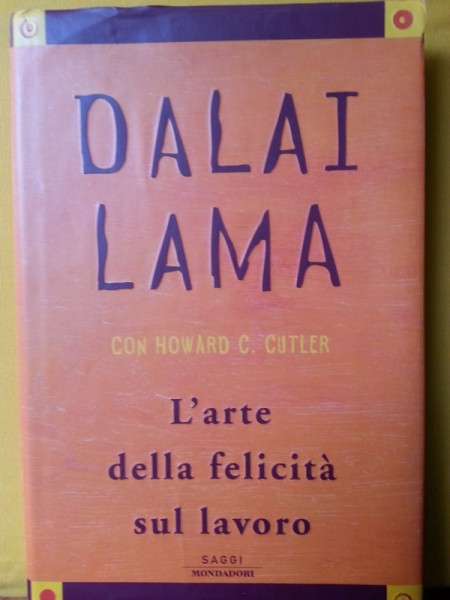 DALAI
LAMA
CON HOWARD C. CUTLER
L'arte
della felicità
sul lavoro
SAGGI
MONDADORI